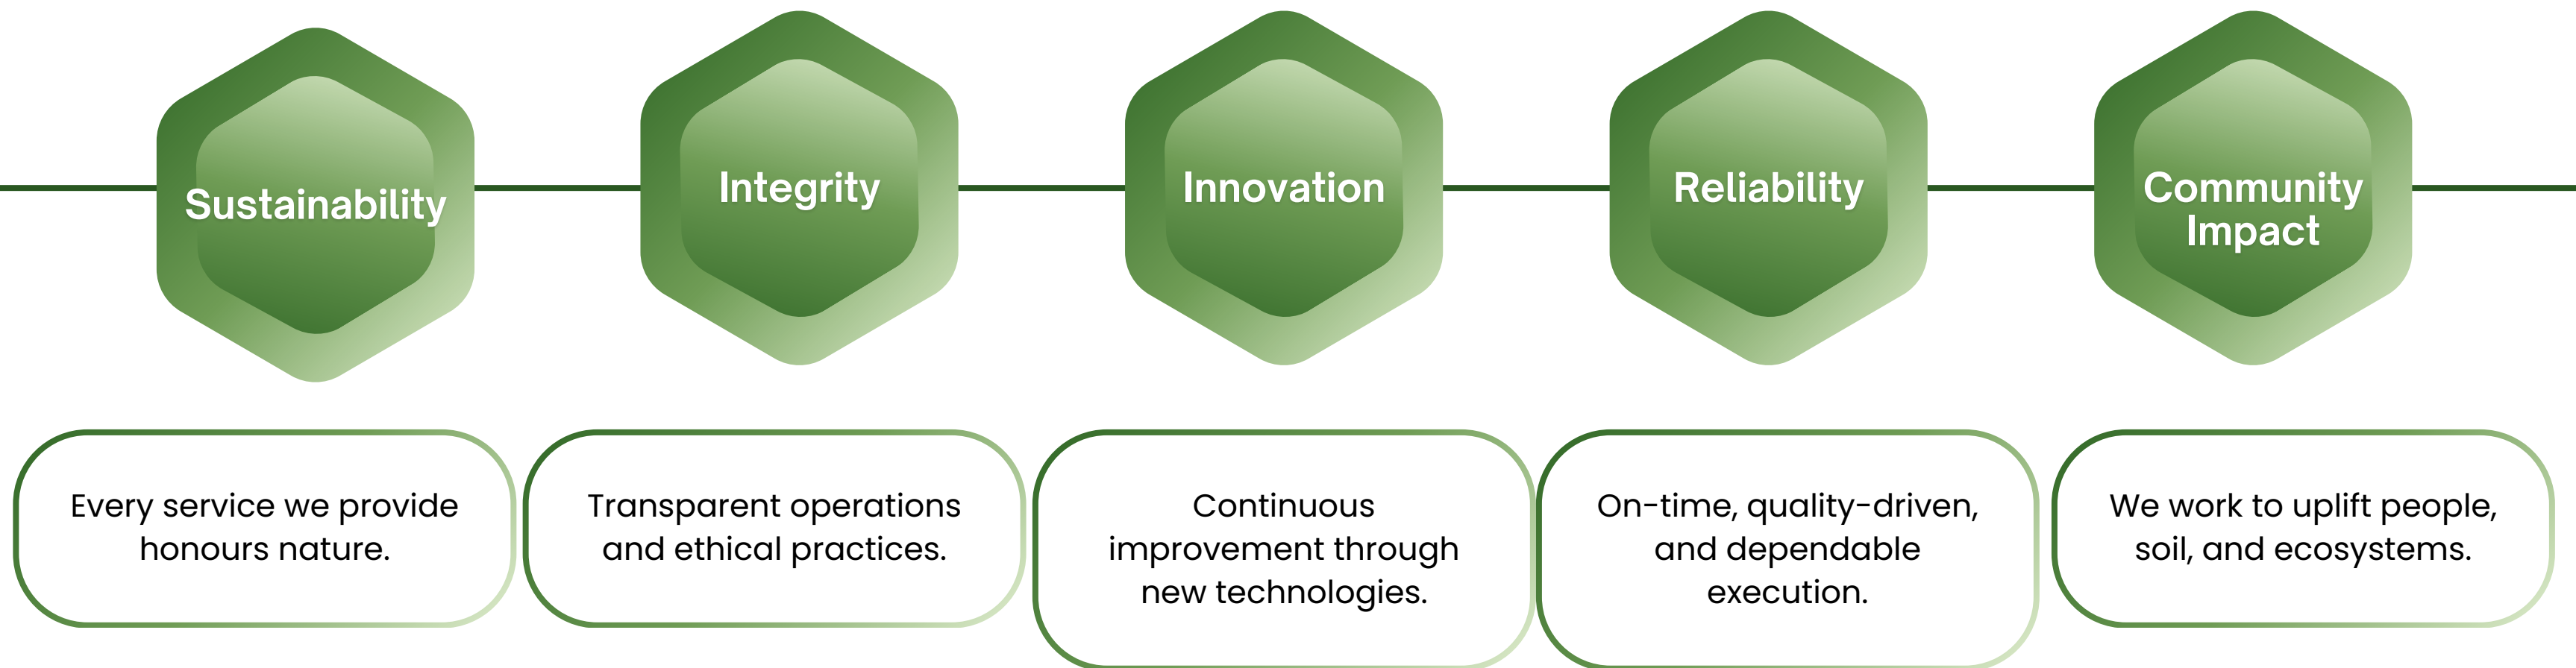 Sustainability
Integrity
Innovation
Reliability
Community
Impact
Every service we provide
honours nature.
Transparent operations
and ethical practices.
Continuous
improvement through
new technologies.
On-time, quality-driven,
and dependable
execution.
We work to uplift people,
soil, and ecosystems.